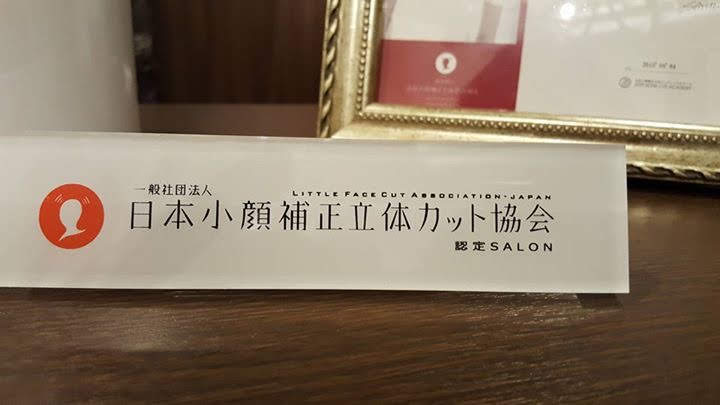 一般社団法人
LITTLE FACE CUT ASSOCIATION・JAPAN
日本小顔補正立体カット協会
認定SALON